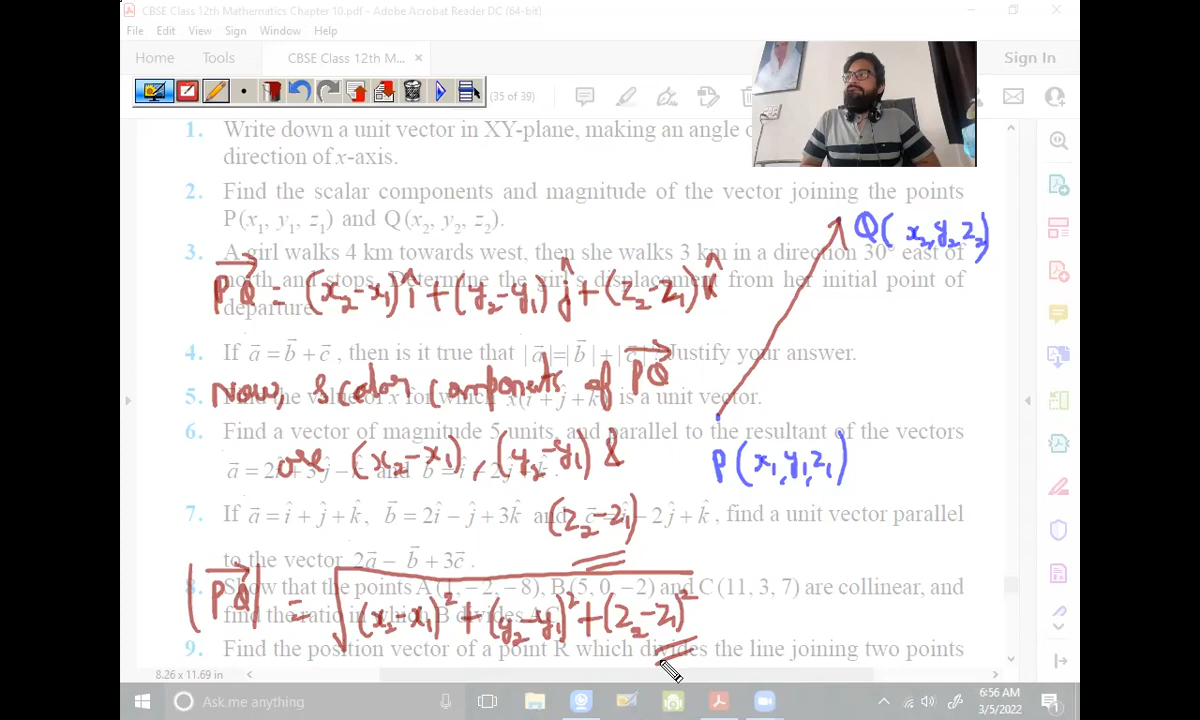 CBSE Class 12th Mathematics Chapter 10.pdf - Adobe Acrobat Reader DC (64-bit)
File Edit View Sign Window Help
Home Tools CBSE Class 12th M... × Sign In
(35 of 39)
1. Write down a unit vector in XY-plane, making an angle o
direction of x-axis.
2. Find the scalar components and magnitude of the vector joining the points
P(x₁, y₁, z₁) and Q(x₂, y₂, z₂).
Q(x₂, y₂, z₂)
3. A girl walks 4 km towards west, then she walks 3 km in a direction 30° east of
north and stops. Determine the girl's displacement from her initial point of
departure.
PQ⃗ = (x₂-x₁)î + (y₂-y₁)ĵ + (z₂-z₁)k̂
4. If a⃗ = b⃗ + c⃗, then is it true that |a⃗|=|b⃗|+|c⃗|? Justify your answer.
Now, scalar components of PQ⃗
5. Find the value of x for which x(î + ĵ + k̂) is a unit vector.
6. Find a vector of magnitude 5 units, and parallel to the resultant of the vectors
a⃗ = 2î + 3ĵ - k̂ and b⃗ = î - 2ĵ + k̂.
are (x₂-x₁), (y₂-y₁) &
P(x₁, y₁, z₁)
7. If a⃗ = î + ĵ + k̂, b⃗ = 2î - ĵ + 3k̂ and c⃗ = î - 2ĵ + k̂, find a unit vector parallel
(z₂-z₁)
to the vector 2a⃗ - b⃗ + 3c⃗.
8. Show that the points A (1, -2, -8), B (5, 0, -2) and C (11, 3, 7) are collinear, and
find the ratio in which B divides AC.
|PQ⃗| = √((x₂-x₁)² + (y₂-y₁)² + (z₂-z₁)²)
9. Find the position vector of a point R which divides the line joining two points
8.26 x 11.69 in
Ask me anything
6:56 AM
3/5/2022